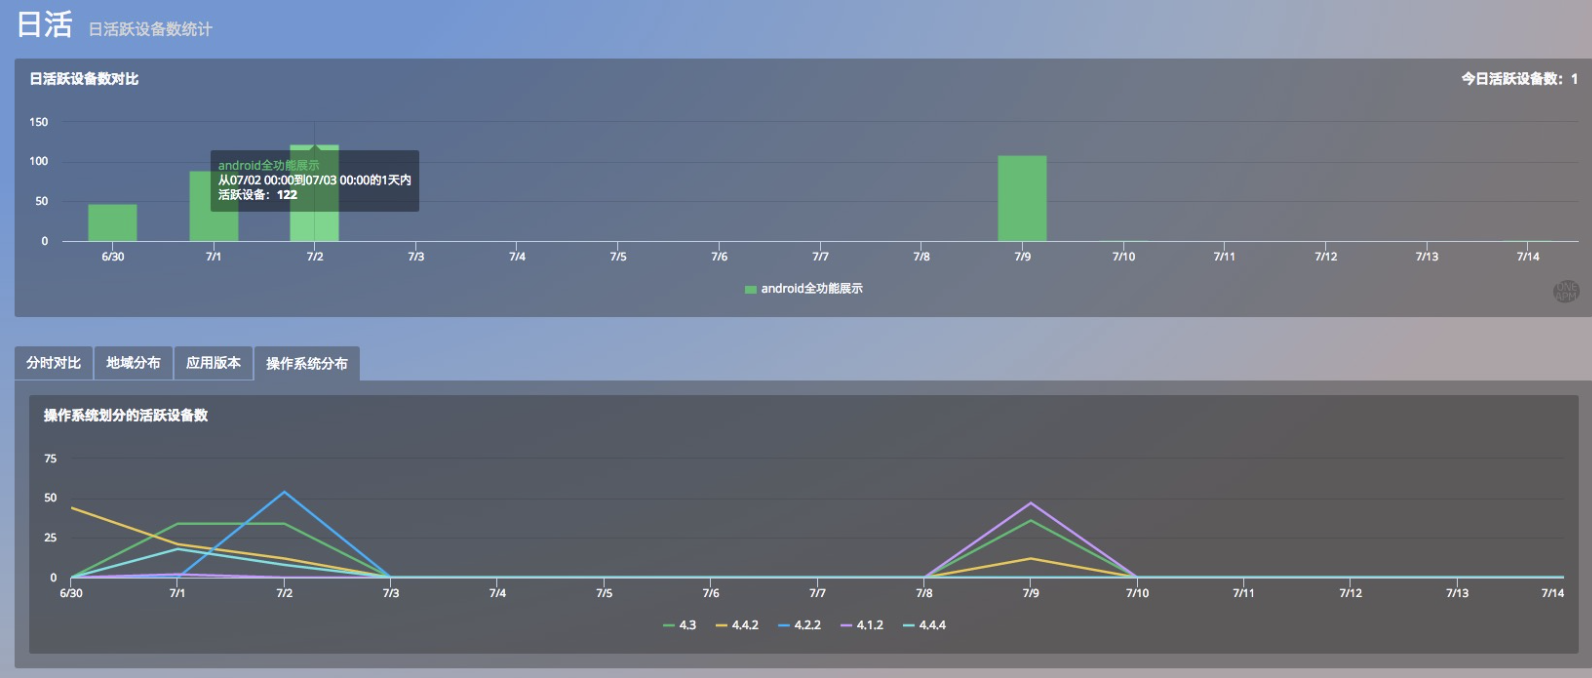 日活 日活跃设备数统计
日活跃设备数对比 今日活跃设备数：1
150
100
50
0
android全功能展示
从07/02 00:00到07/03 00:00的1天内
活跃设备：122
6/30 7/1 7/2 7/3 7/4 7/5 7/6 7/7 7/8 7/9 7/10 7/11 7/12 7/13 7/14
android全功能展示
ONE
APM
分时对比 地域分布 应用版本 操作系统分布
操作系统划分的活跃设备数
75
50
25
0
6/30 7/1 7/2 7/3 7/4 7/5 7/6 7/7 7/8 7/9 7/10 7/11 7/12 7/13 7/14
4.3 4.4.2 4.2.2 4.1.2 4.4.4